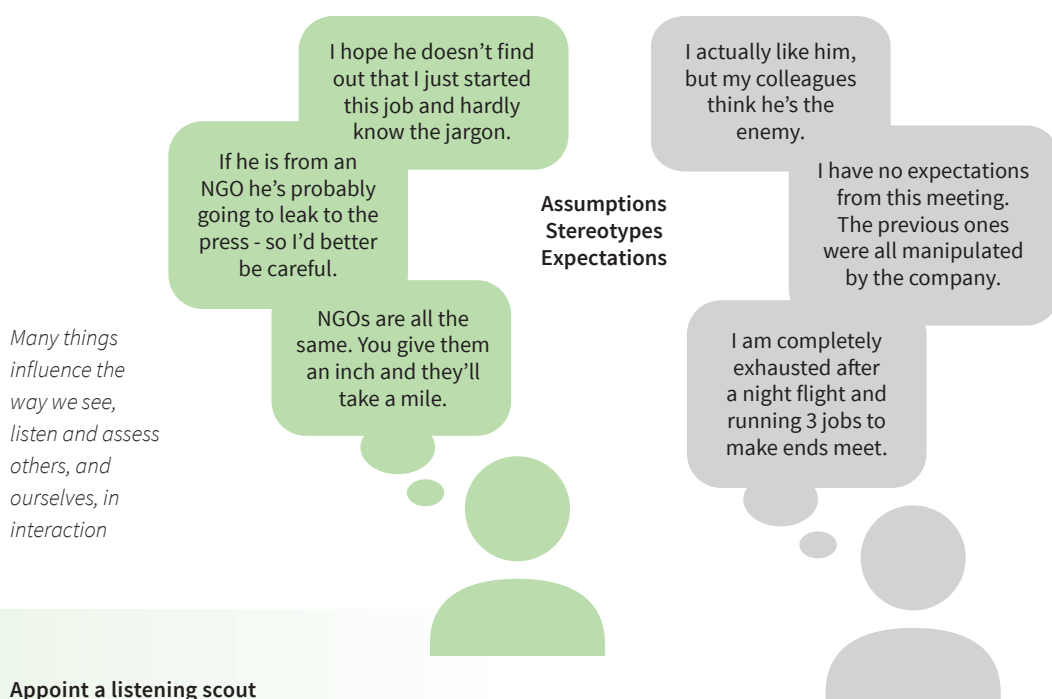 I hope he doesn’t find
out that I just started
this job and hardly
know the jargon.
If he is from an
NGO he’s probably
going to leak to the
press - so I’d better
be careful.
NGOs are all the
same. You give them
an inch and they’ll
take a mile.
Assumptions
Stereotypes
Expectations
I actually like him,
but my colleagues
think he’s the
enemy.
I have no expectations
from this meeting.
The previous ones
were all manipulated
by the company.
I am completely
exhausted after
a night flight and
running 3 jobs to
make ends meet.
Many things
influence the
way we see,
listen and assess
others, and
ourselves, in
interaction
Appoint a listening scout